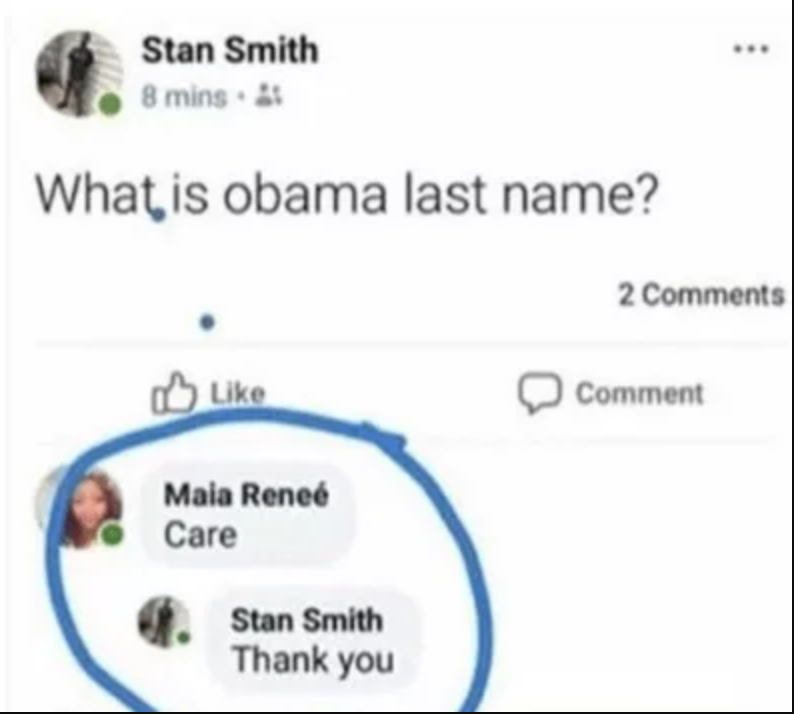 Stan Smith
8 mins ·
What is obama last name?
2 Comments
Like
Comment
Maia Reneé
Care
Stan Smith
Thank you